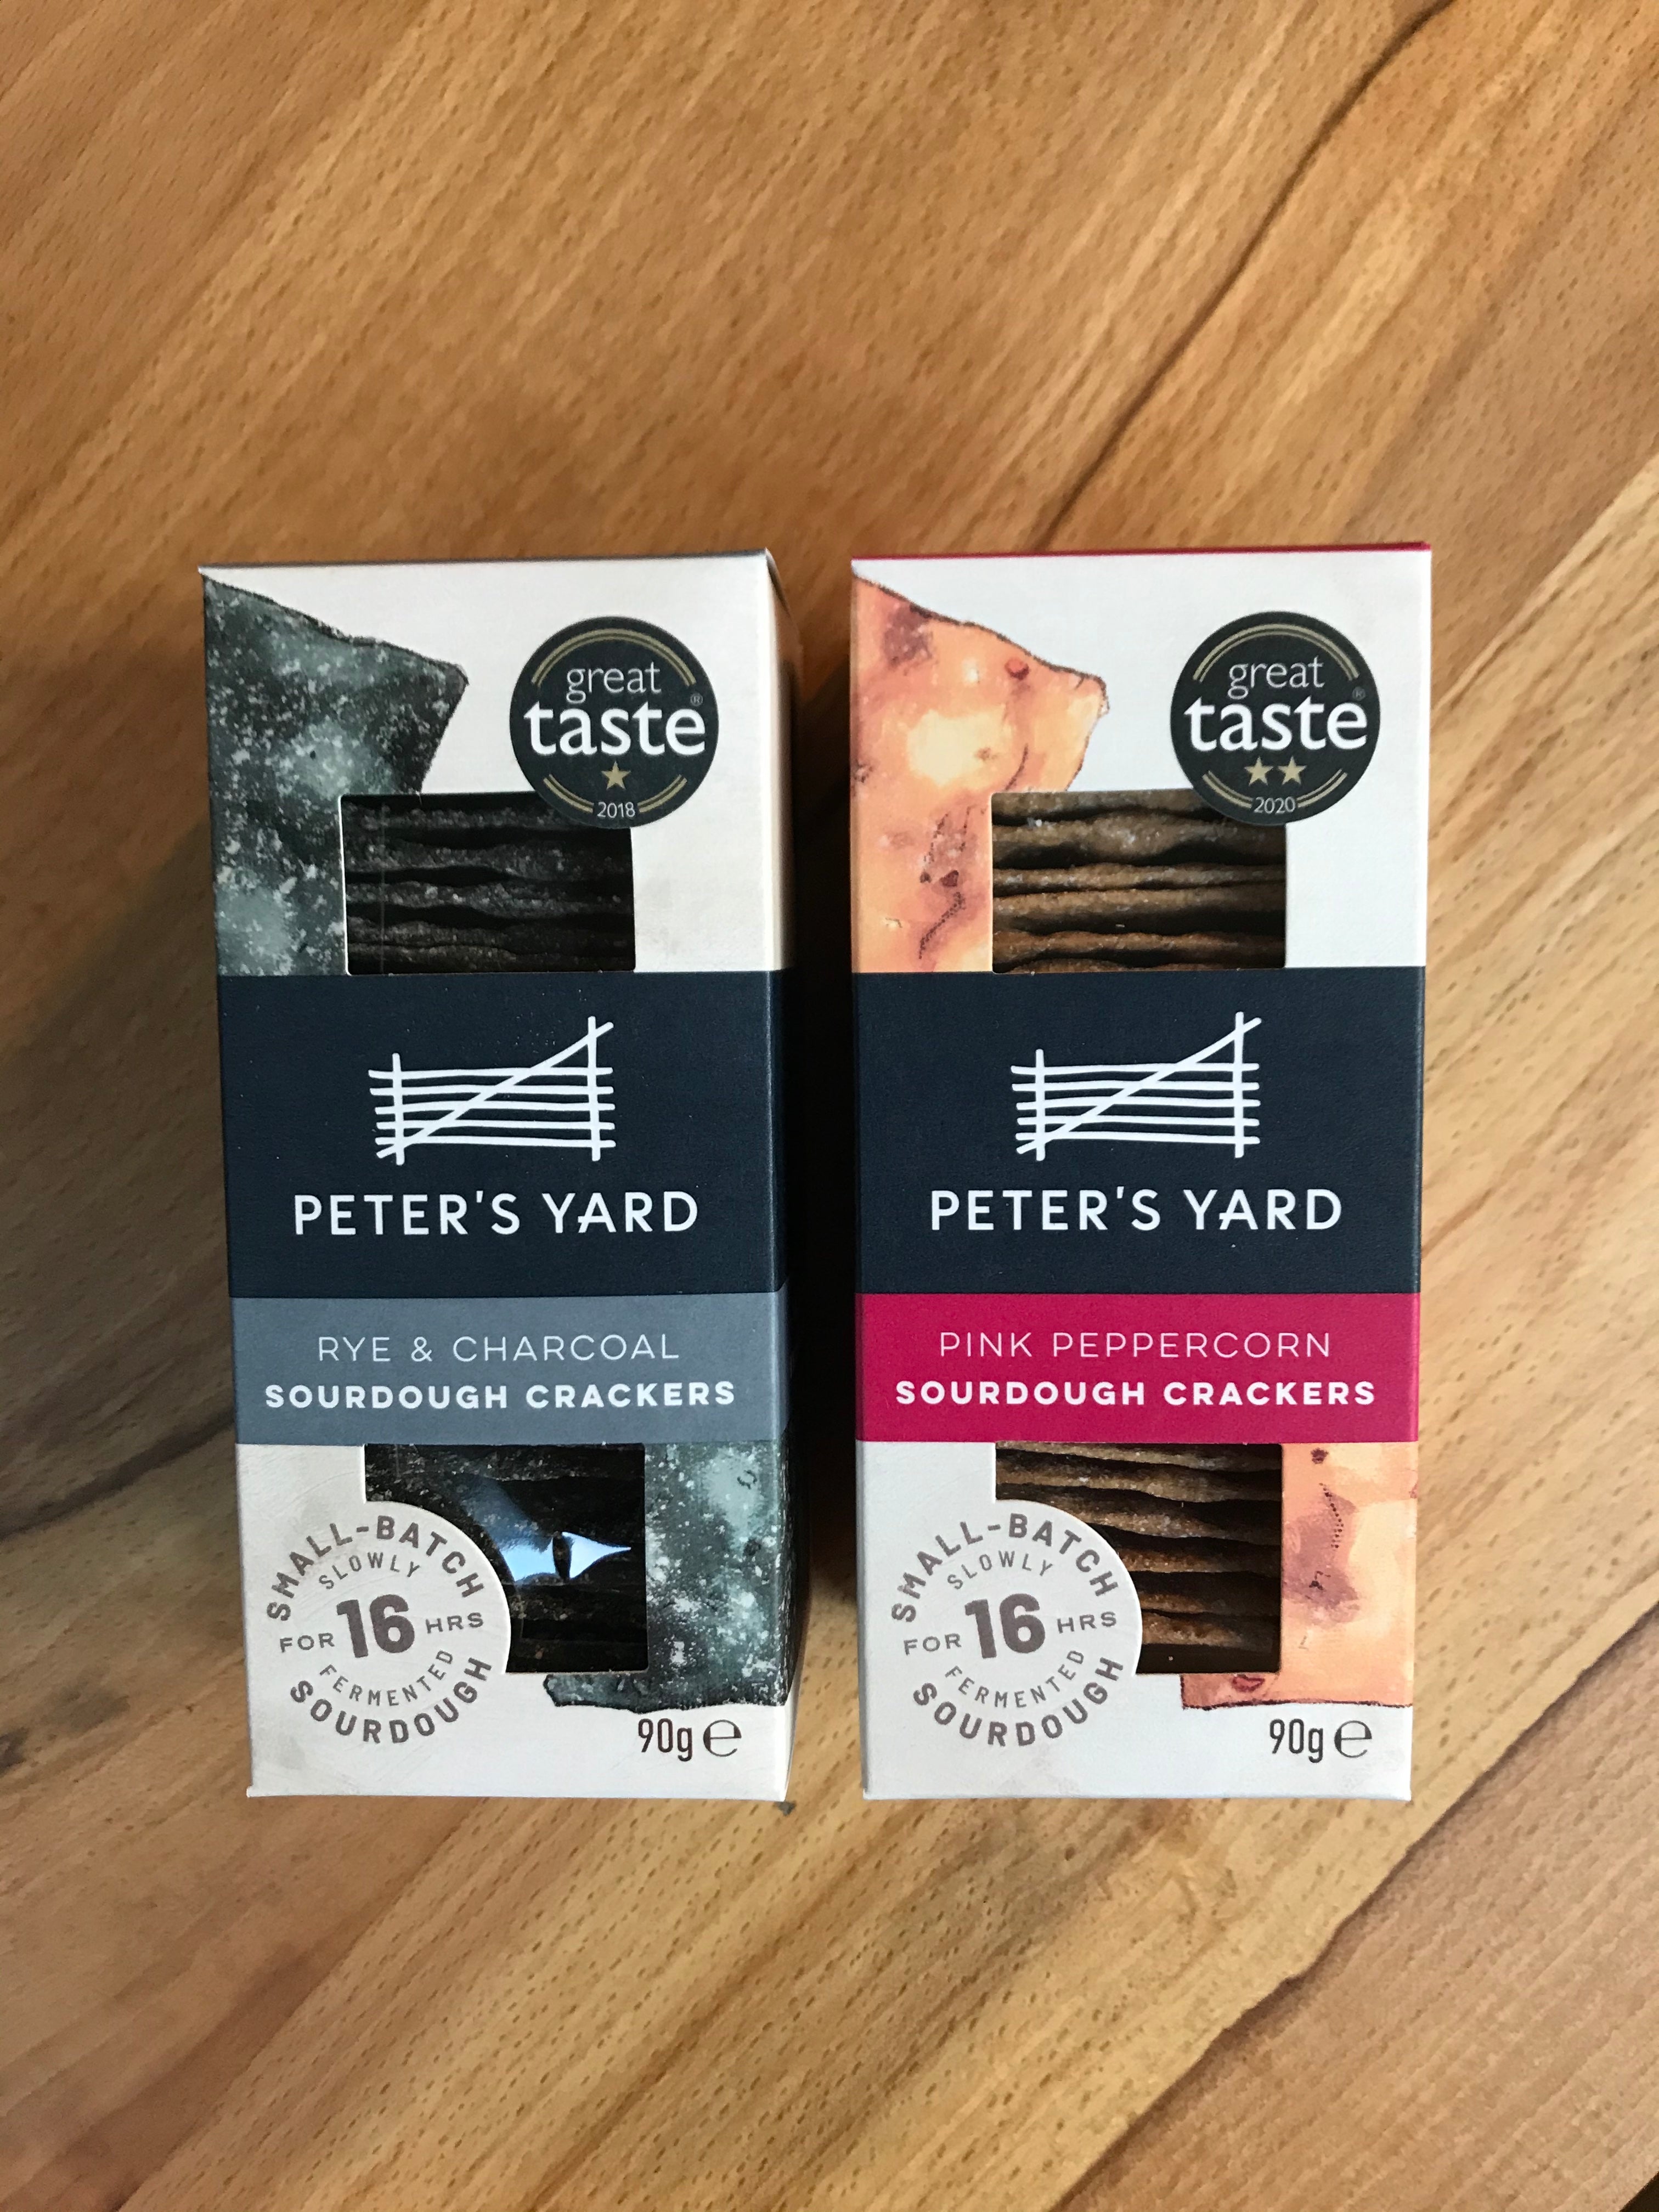 great
taste®
2018
PETER'S YARD
RYE & CHARCOAL
SOURDOUGH CRACKERS
SMALL-BATCH
SLOWLY
FOR 16 HRS
FERMENTED
SOURDOUGH
90g ℮
great
taste®
2020
PETER'S YARD
PINK PEPPERCORN
SOURDOUGH CRACKERS
SMALL-BATCH
SLOWLY
FOR 16 HRS
FERMENTED
SOURDOUGH
90g ℮